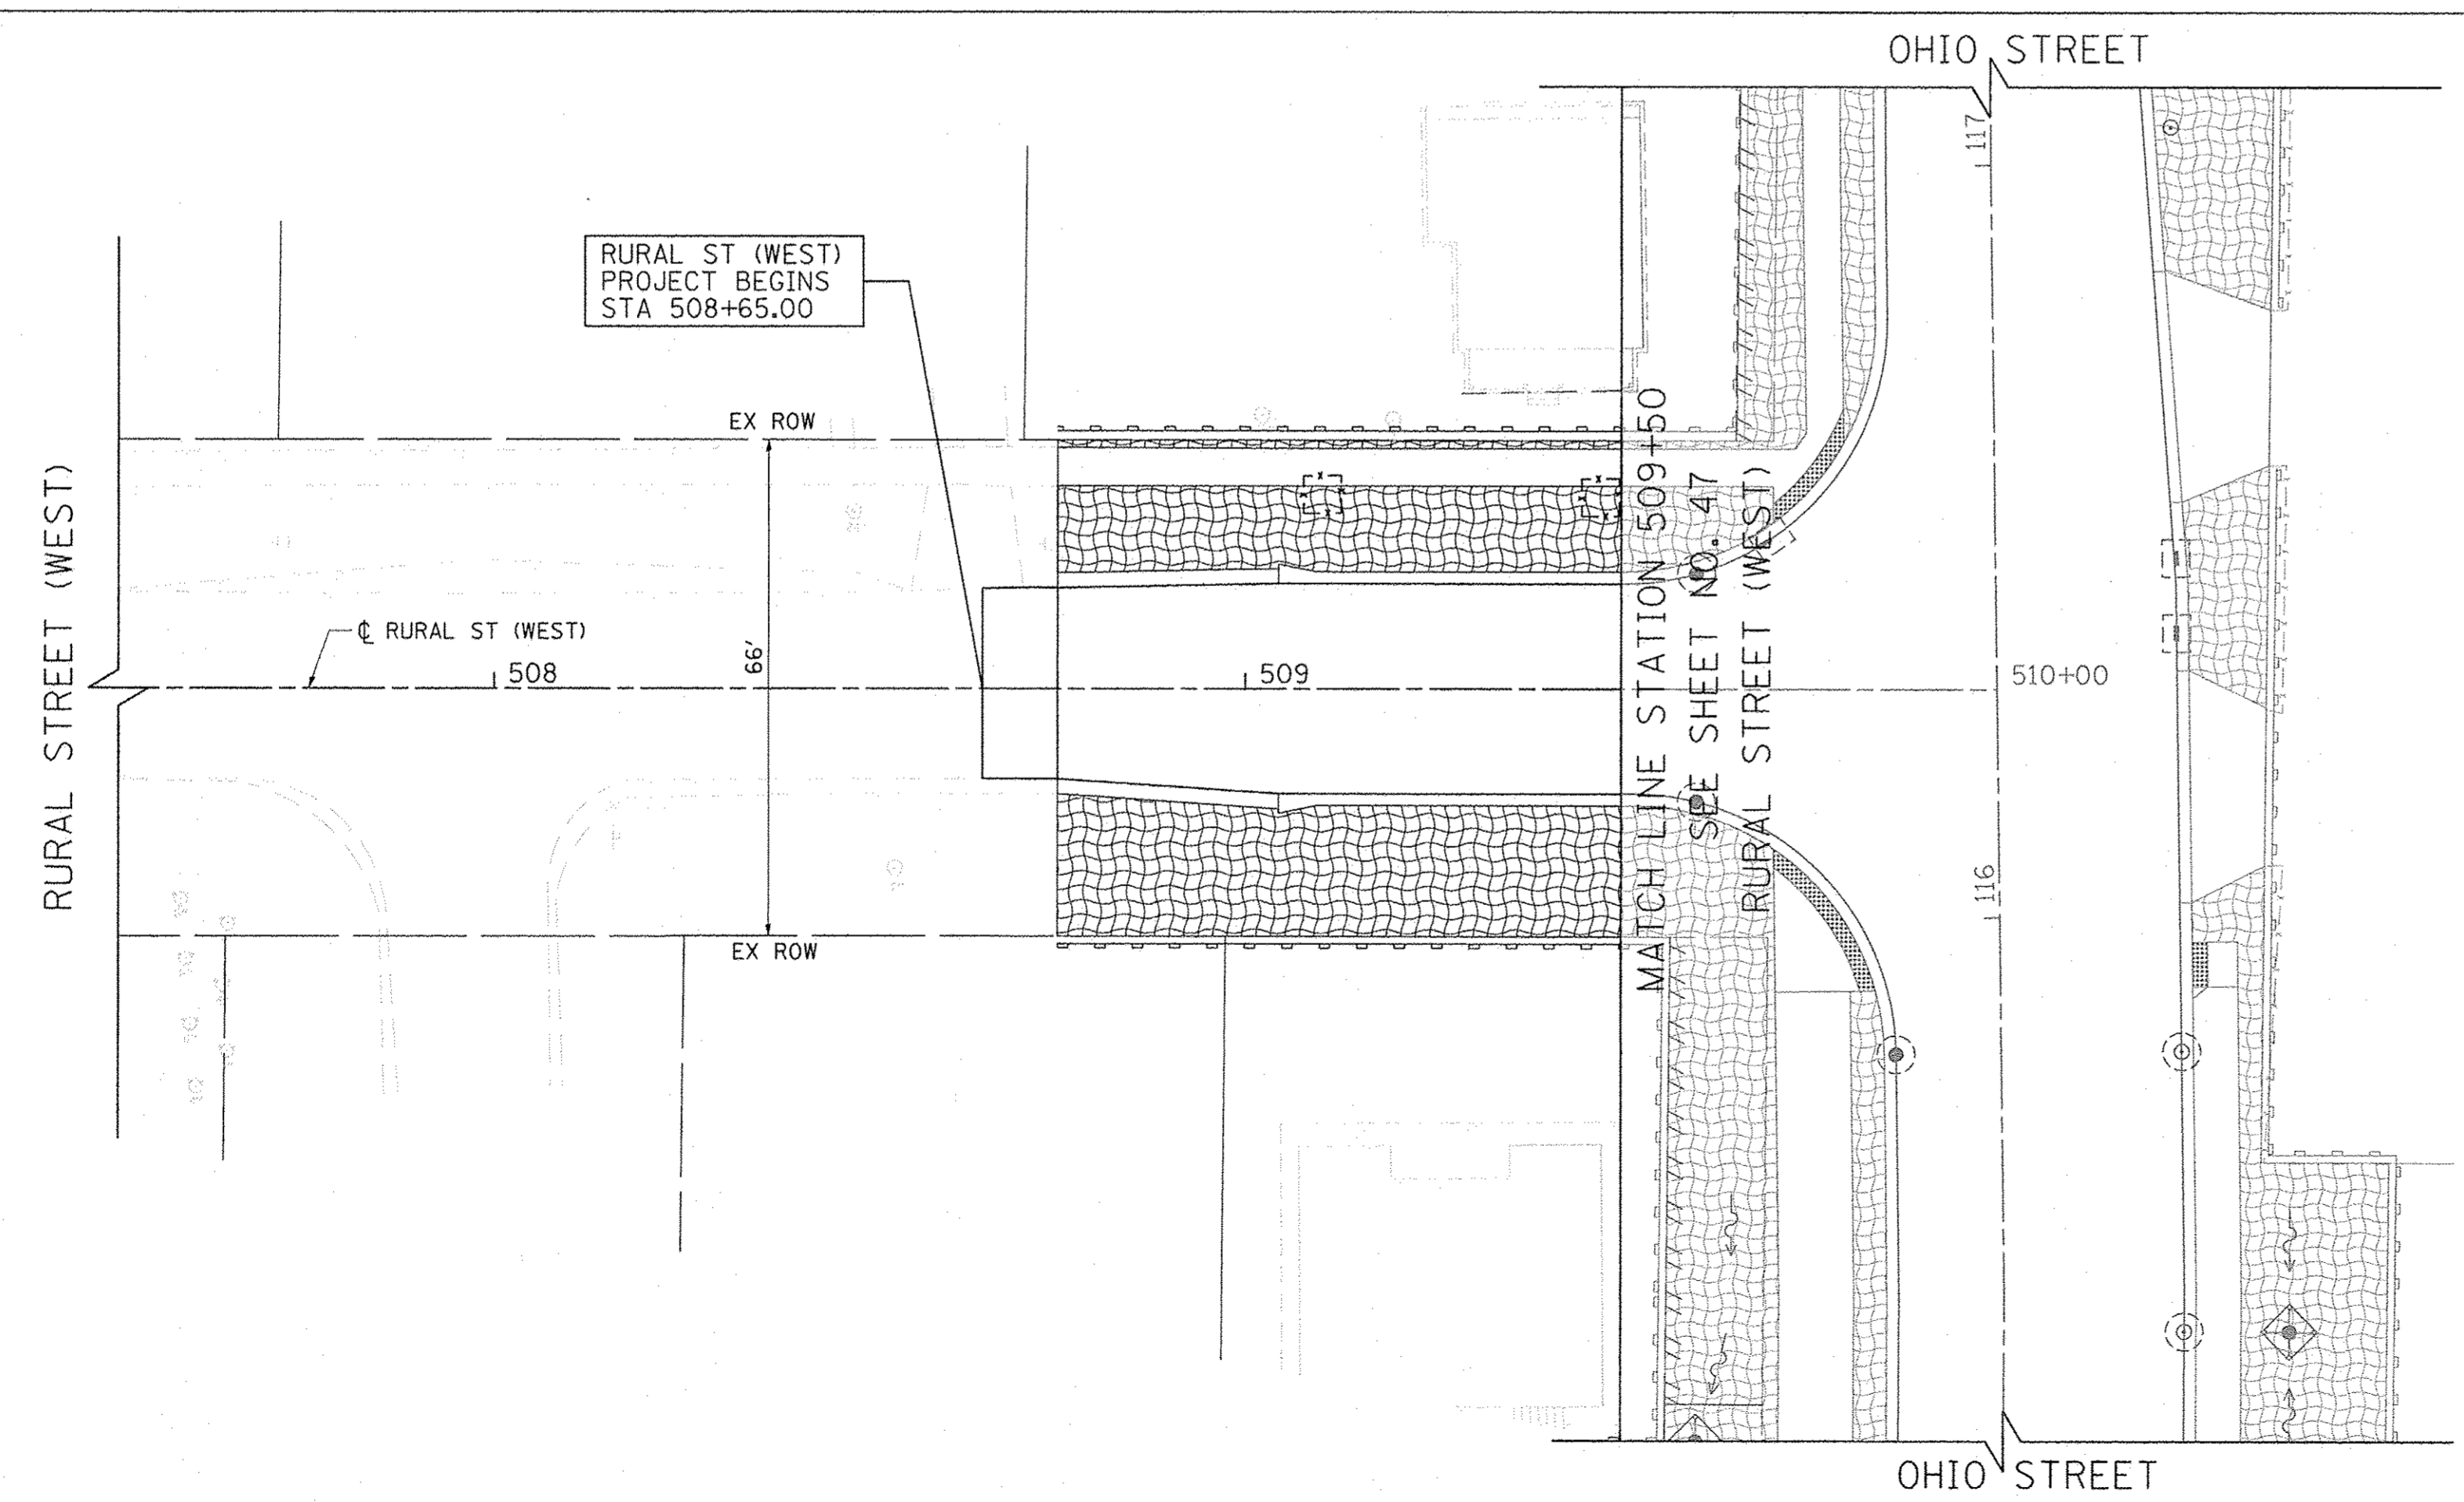 OHIO STREET
117
RURAL ST (WEST)
PROJECT BEGINS
STA 508+65.00
EX ROW
RURAL STREET (WEST)
℄ RURAL ST (WEST)
66'
508
509
510+00
MATCH LINE STATION 509+50
SEE SHEET NO. 47
RURAL STREET (WEST)
116
EX ROW
OHIO STREET